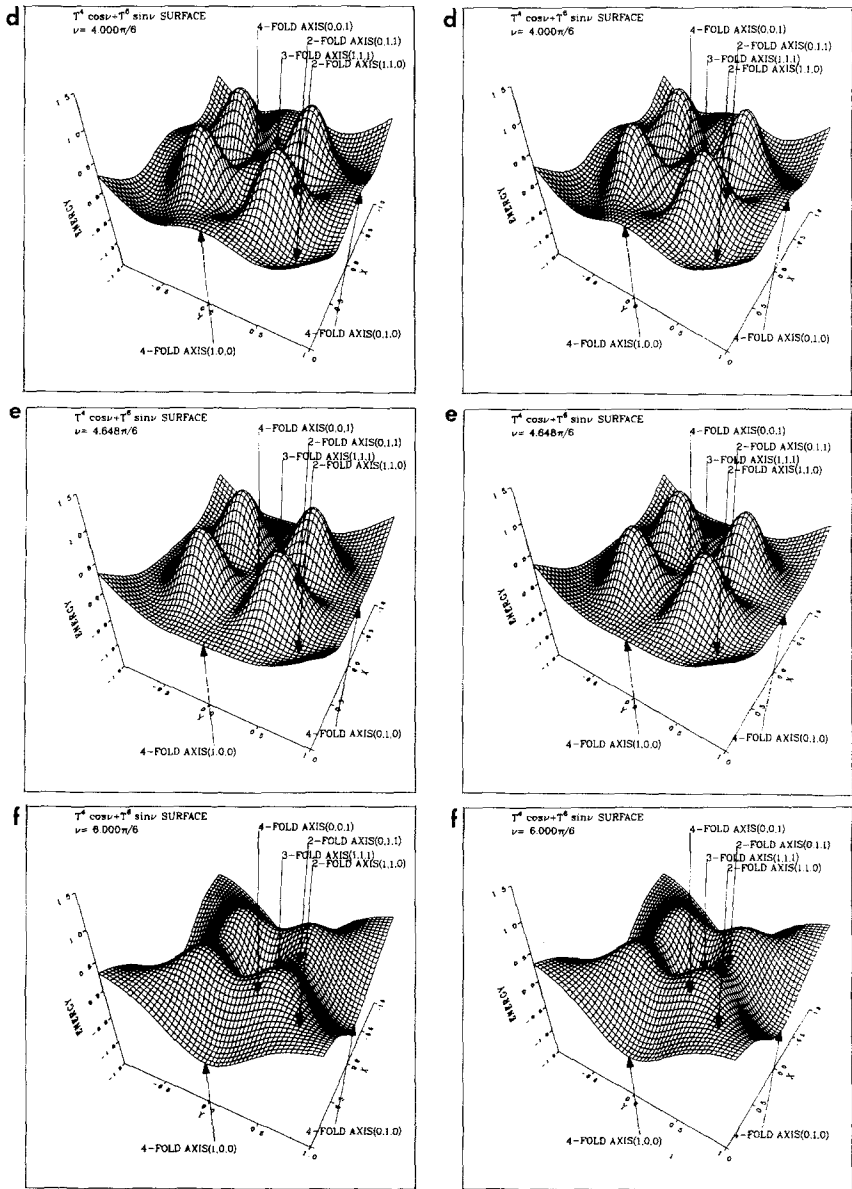 d
T⁴ cosν+T⁶ sinν SURFACE
ν= 4.000π/6
4-FOLD AXIS(0,0,1)
2-FOLD AXIS(0,1,1)
3-FOLD AXIS(1,1,1)
2-FOLD AXIS(1,1,0)
ENERGY
Y
X
4-FOLD AXIS(1,0,0)
4-FOLD AXIS(0,1,0)
d
T⁴ cosν+T⁶ sinν SURFACE
ν= 4.000π/6
4-FOLD AXIS(0,0,1)
2-FOLD AXIS(0,1,1)
3-FOLD AXIS(1,1,1)
2-FOLD AXIS(1,1,0)
ENERGY
Y
X
4-FOLD AXIS(1,0,0)
4-FOLD AXIS(0,1,0)
e
T⁴ cosν+T⁶ sinν SURFACE
ν= 4.648π/6
4-FOLD AXIS(0,0,1)
2-FOLD AXIS(0,1,1)
3-FOLD AXIS(1,1,1)
2-FOLD AXIS(1,1,0)
ENERGY
Y
X
4-FOLD AXIS(1,0,0)
4-FOLD AXIS(0,1,0)
e
T⁴ cosν+T⁶ sinν SURFACE
ν= 4.648π/6
4-FOLD AXIS(0,0,1)
2-FOLD AXIS(0,1,1)
3-FOLD AXIS(1,1,1)
2-FOLD AXIS(1,1,0)
ENERGY
Y
X
4-FOLD AXIS(1,0,0)
4-FOLD AXIS(0,1,0)
f
T⁴ cosν+T⁶ sinν SURFACE
ν= 6.000π/6
4-FOLD AXIS(0,0,1)
2-FOLD AXIS(0,1,1)
3-FOLD AXIS(1,1,1)
2-FOLD AXIS(1,1,0)
ENERGY
Y
X
4-FOLD AXIS(1,0,0)
4-FOLD AXIS(0,1,0)
f
T⁴ cosν+T⁶ sinν SURFACE
ν= 6.000π/6
4-FOLD AXIS(0,0,1)
2-FOLD AXIS(0,1,1)
3-FOLD AXIS(1,1,1)
2-FOLD AXIS(1,1,0)
ENERGY
Y
X
4-FOLD AXIS(1,0,0)
4-FOLD AXIS(0,1,0)